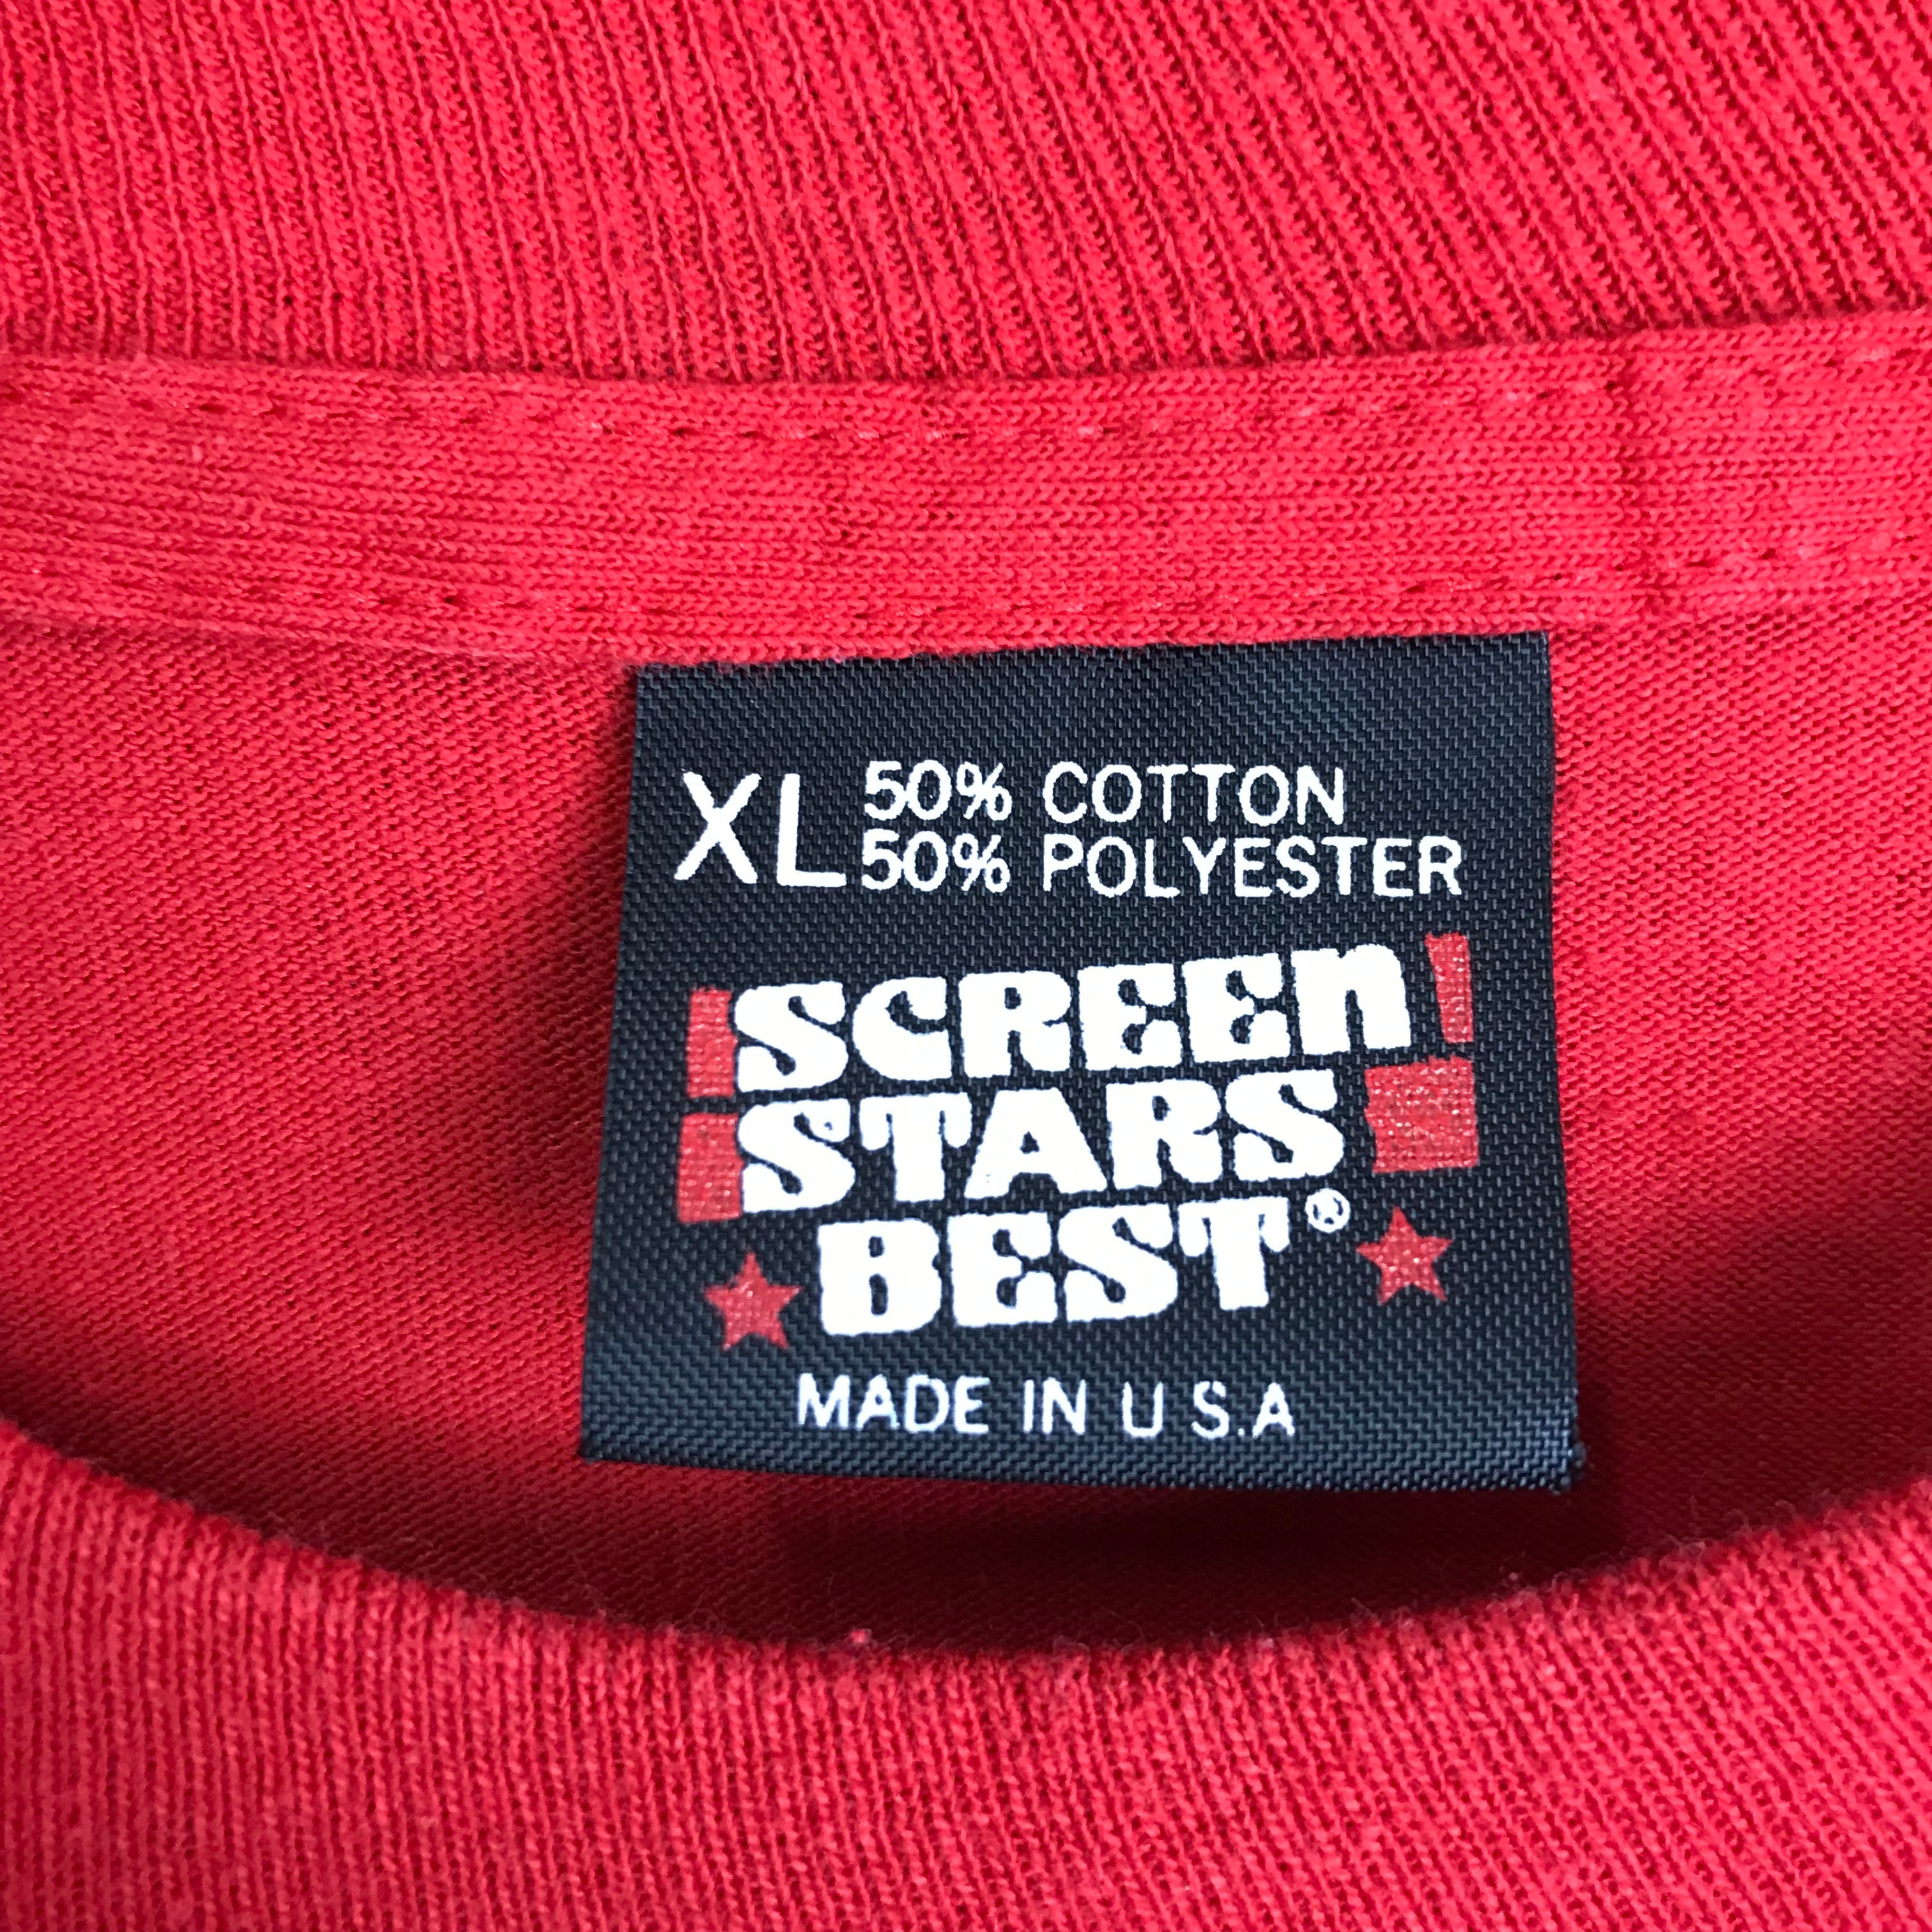 XL 50% COTTON
50% POLYESTER
SCREEN
STARS
BEST®
MADE IN U S.A